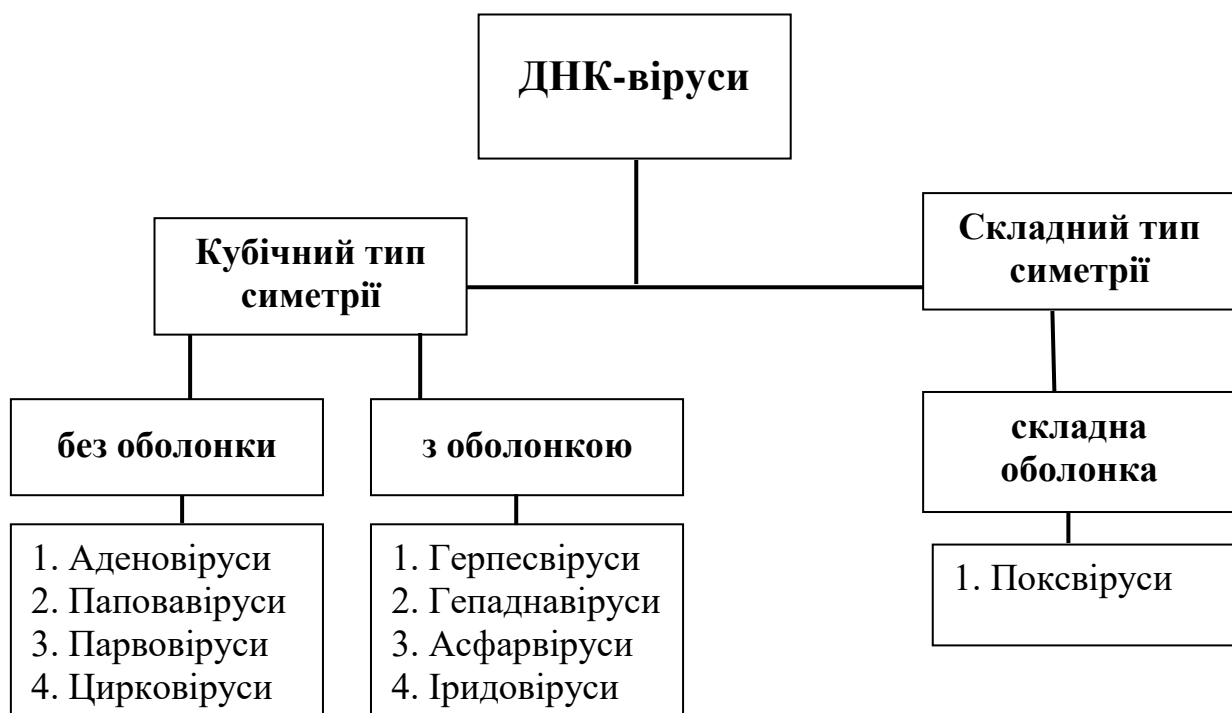 ДНК-віруси
Кубічний тип
симетрії
Складний тип
симетрії
без оболонки
з оболонкою
складна
оболонка
1. Аденовіруси
2. Паповавіруси
3. Парвовіруси
4. Цирковіруси
1. Герпесвіруси
2. Гепаднавіруси
3. Асфарвіруси
4. Іридовіруси
1. Поксвіруси